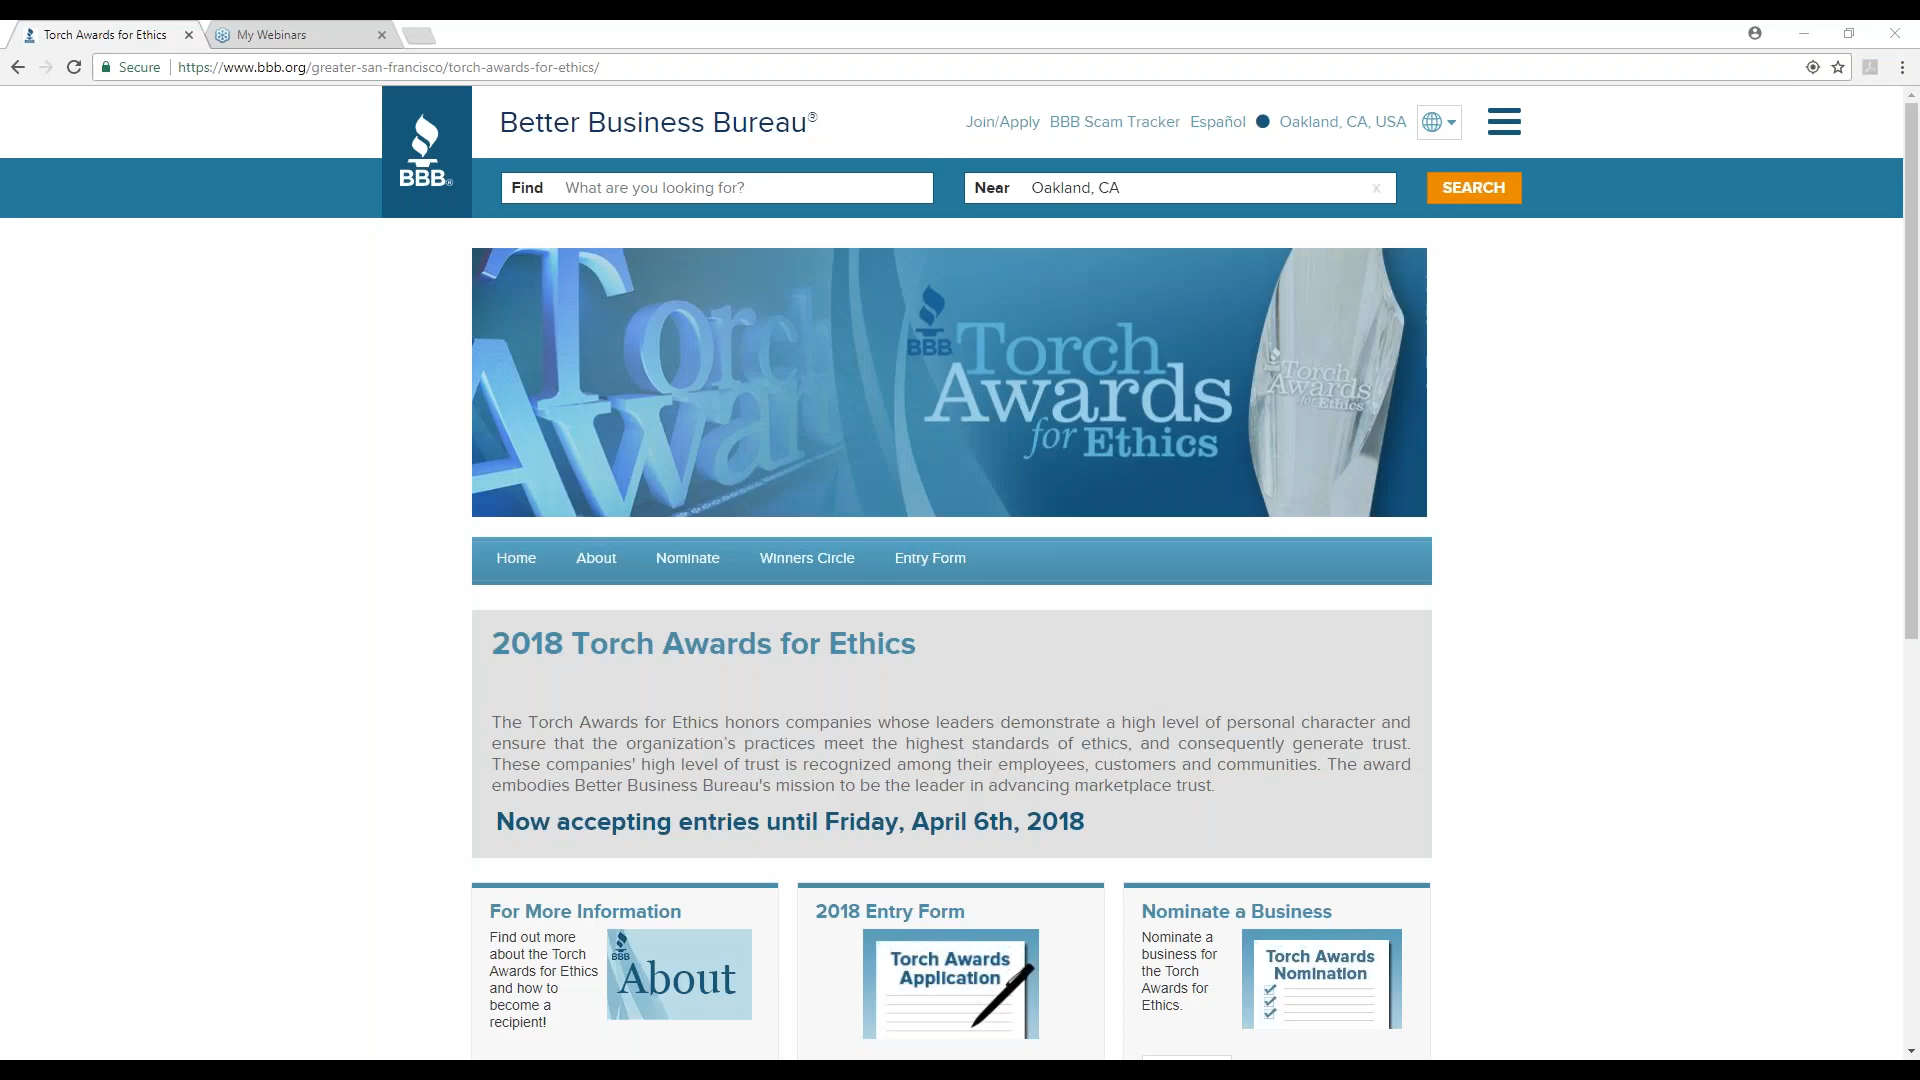 Torch Awards for Ethics
My Webinars
Secure https://www.bbb.org/greater-san-francisco/torch-awards-for-ethics/
BBB®
Better Business Bureau®
Join/Apply BBB Scam Tracker Español Oakland, CA, USA
Find What are you looking for?
Near Oakland, CA x
SEARCH
Torch
Awar
BBB
Torch
Awards
for Ethics
BBB
Torch
Awards
for Ethics
Home About Nominate Winners Circle Entry Form
2018 Torch Awards for Ethics
The Torch Awards for Ethics honors companies whose leaders demonstrate a high level of personal character and
ensure that the organization's practices meet the highest standards of ethics, and consequently generate trust.
These companies' high level of trust is recognized among their employees, customers and communities. The award
embodies Better Business Bureau's mission to be the leader in advancing marketplace trust.
Now accepting entries until Friday, April 6th, 2018
For More Information
Find out more
about the Torch
Awards for Ethics
and how to
become a
recipient!
BBB
About
2018 Entry Form
Torch Awards
Application
Nominate a Business
Nominate a
business for
the Torch
Awards for
Ethics.
Torch Awards
Nomination